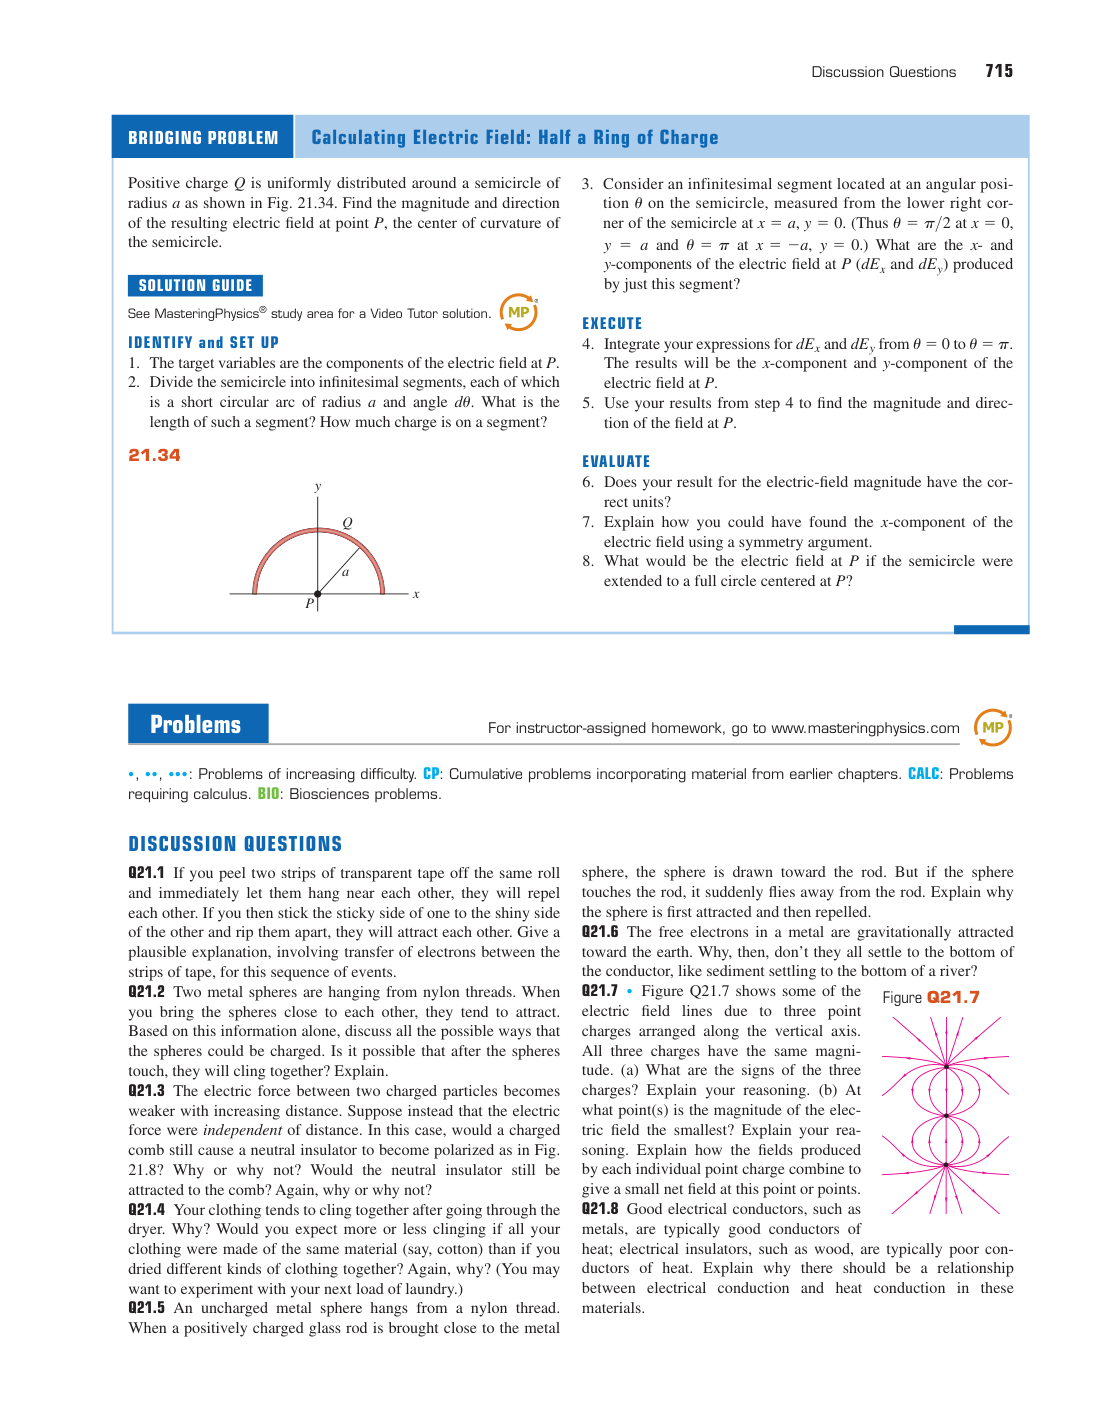 Discussion Questions 715
BRIDGING PROBLEM Calculating Electric Field: Half a Ring of Charge
Positive charge Q is uniformly distributed around a semicircle of
radius a as shown in Fig. 21.34. Find the magnitude and direction
of the resulting electric field at point P, the center of curvature of
the semicircle.
SOLUTION GUIDE
See MasteringPhysics® study area for a Video Tutor solution. MP®
IDENTIFY and SET UP
1. The target variables are the components of the electric field at P.
2. Divide the semicircle into infinitesimal segments, each of which
is a short circular arc of radius a and angle dθ. What is the
length of such a segment? How much charge is on a segment?
21.34
y
Q
a
P
x
3. Consider an infinitesimal segment located at an angular posi-
tion θ on the semicircle, measured from the lower right cor-
ner of the semicircle at x = a, y = 0. (Thus θ = π/2 at x = 0,
y = a and θ = π at x = −a, y = 0.) What are the x- and
y-components of the electric field at P (dEx and dEy) produced
by just this segment?
EXECUTE
4. Integrate your expressions for dEx and dEy from θ = 0 to θ = π.
The results will be the x-component and y-component of the
electric field at P.
5. Use your results from step 4 to find the magnitude and direc-
tion of the field at P.
EVALUATE
6. Does your result for the electric-field magnitude have the cor-
rect units?
7. Explain how you could have found the x-component of the
electric field using a symmetry argument.
8. What would be the electric field at P if the semicircle were
extended to a full circle centered at P?
Problems
For instructor-assigned homework, go to www.masteringphysics.com MP®
•, ••, •••: Problems of increasing difficulty. CP: Cumulative problems incorporating material from earlier chapters. CALC: Problems
requiring calculus. BIO: Biosciences problems.
DISCUSSION QUESTIONS
Q21.1 If you peel two strips of transparent tape off the same roll
and immediately let them hang near each other, they will repel
each other. If you then stick the sticky side of one to the shiny side
of the other and rip them apart, they will attract each other. Give a
plausible explanation, involving transfer of electrons between the
strips of tape, for this sequence of events.
Q21.2 Two metal spheres are hanging from nylon threads. When
you bring the spheres close to each other, they tend to attract.
Based on this information alone, discuss all the possible ways that
the spheres could be charged. Is it possible that after the spheres
touch, they will cling together? Explain.
Q21.3 The electric force between two charged particles becomes
weaker with increasing distance. Suppose instead that the electric
force were independent of distance. In this case, would a charged
comb still cause a neutral insulator to become polarized as in Fig.
21.8? Why or why not? Would the neutral insulator still be
attracted to the comb? Again, why or why not?
Q21.4 Your clothing tends to cling together after going through the
dryer. Why? Would you expect more or less clinging if all your
clothing were made of the same material (say, cotton) than if you
dried different kinds of clothing together? Again, why? (You may
want to experiment with your next load of laundry.)
Q21.5 An uncharged metal sphere hangs from a nylon thread.
When a positively charged glass rod is brought close to the metal
sphere, the sphere is drawn toward the rod. But if the sphere
touches the rod, it suddenly flies away from the rod. Explain why
the sphere is first attracted and then repelled.
Q21.6 The free electrons in a metal are gravitationally attracted
toward the earth. Why, then, don't they all settle to the bottom of
the conductor, like sediment settling to the bottom of a river?
Q21.7 • Figure Q21.7 shows some of the
electric field lines due to three point
charges arranged along the vertical axis.
All three charges have the same magni-
tude. (a) What are the signs of the three
charges? Explain your reasoning. (b) At
what point(s) is the magnitude of the elec-
tric field the smallest? Explain your rea-
soning. Explain how the fields produced
by each individual point charge combine to
give a small net field at this point or points.
Figure Q21.7
Q21.8 Good electrical conductors, such as
metals, are typically good conductors of
heat; electrical insulators, such as wood, are typically poor con-
ductors of heat. Explain why there should be a relationship
between electrical conduction and heat conduction in these
materials.